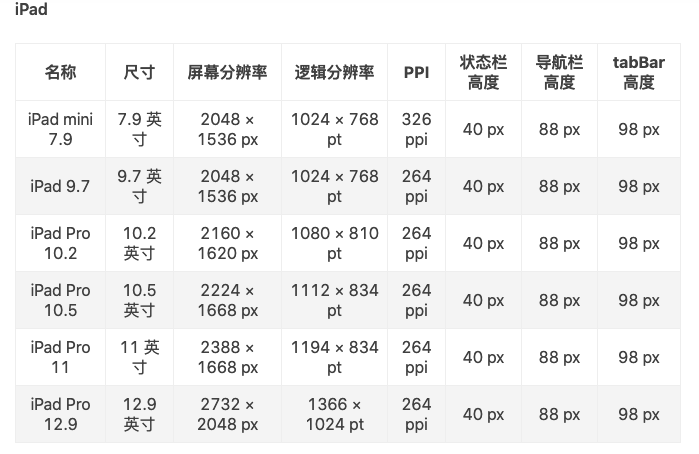 iPad
名称 尺寸 屏幕分辨率 逻辑分辨率 PPI 状态栏高度 导航栏高度 tabBar 高度
iPad mini 7.9 7.9 英寸 2048 × 1536 px 1024 × 768 pt 326 ppi 40 px 88 px 98 px
iPad 9.7 9.7 英寸 2048 × 1536 px 1024 × 768 pt 264 ppi 40 px 88 px 98 px
iPad Pro 10.2 10.2 英寸 2160 × 1620 px 1080 × 810 pt 264 ppi 40 px 88 px 98 px
iPad Pro 10.5 10.5 英寸 2224 × 1668 px 1112 × 834 pt 264 ppi 40 px 88 px 98 px
iPad Pro 11 11 英寸 2388 × 1668 px 1194 × 834 pt 264 ppi 40 px 88 px 98 px
iPad Pro 12.9 12.9 英寸 2732 × 2048 px 1366 × 1024 pt 264 ppi 40 px 88 px 98 px